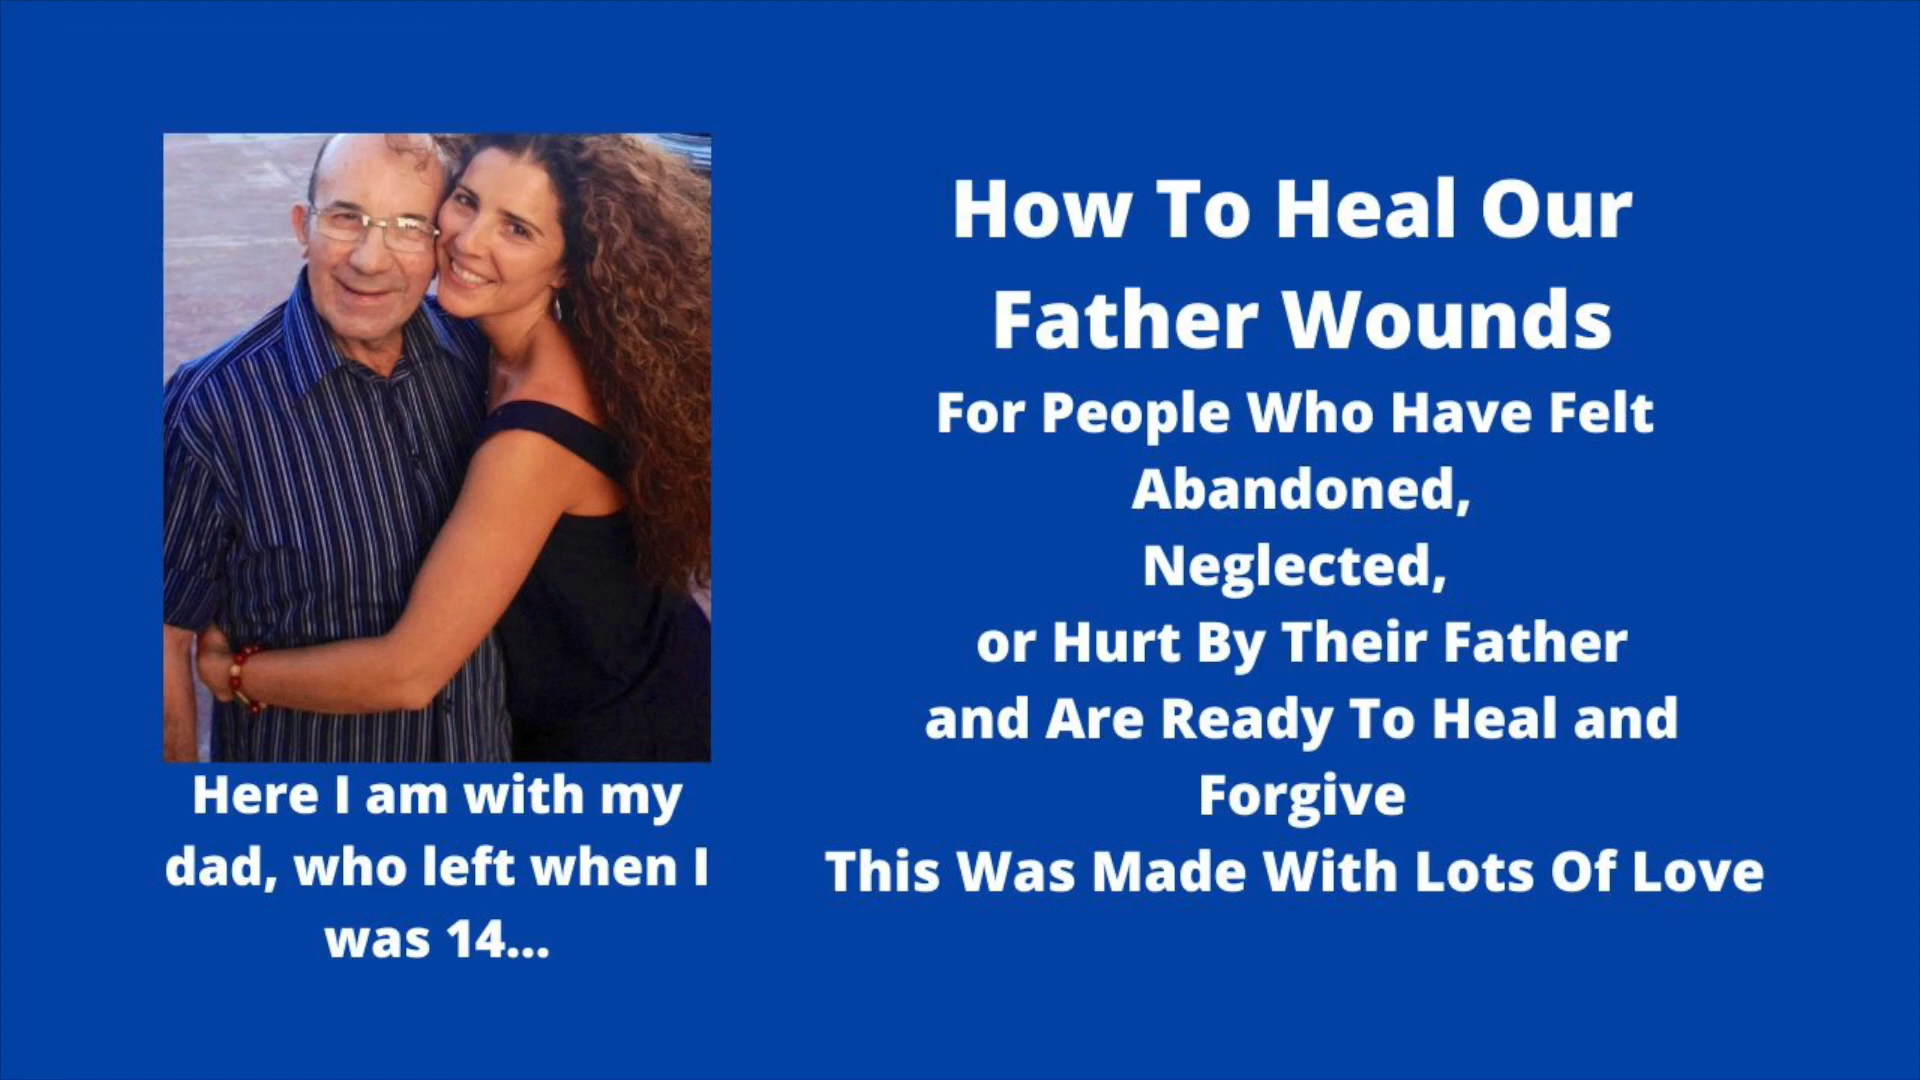 How To Heal Our
Father Wounds
For People Who Have Felt
Abandoned,
Neglected,
or Hurt By Their Father
and Are Ready To Heal and
Forgive
This Was Made With Lots Of Love
Here I am with my
dad, who left when I
was 14...